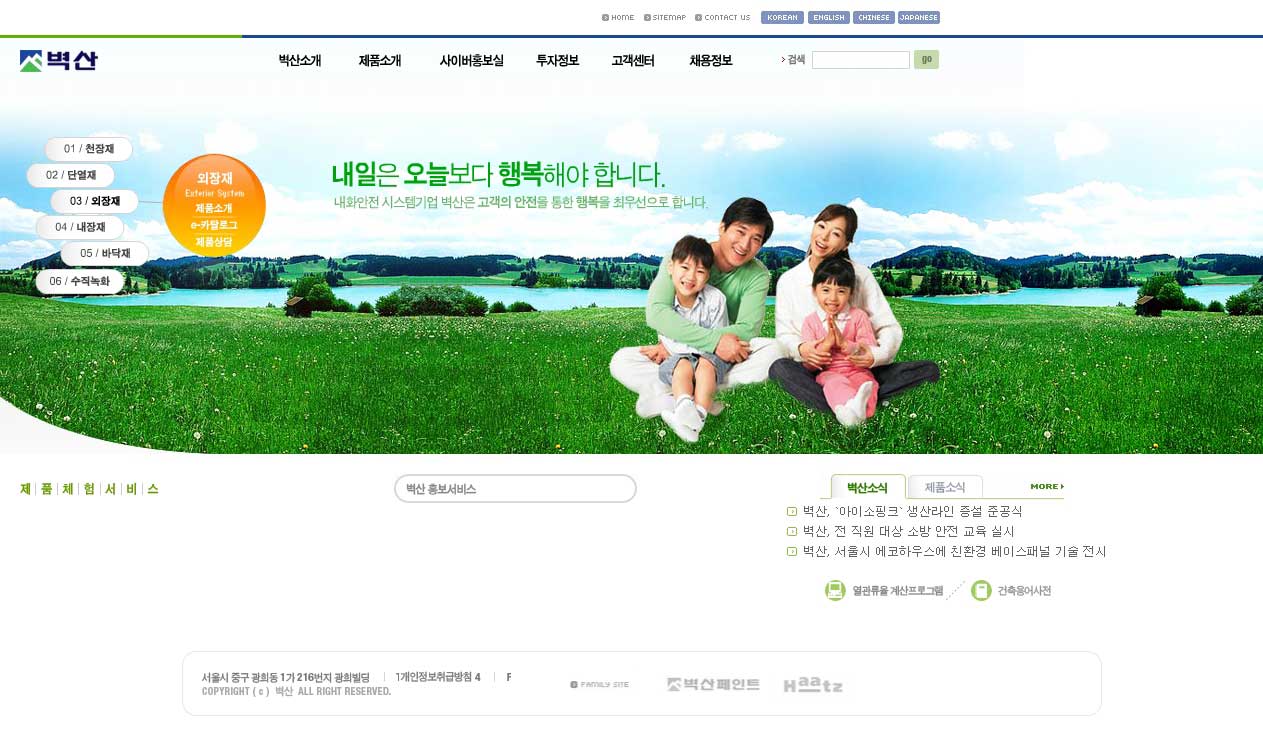 HOME SITEMAP CONTACT US KOREAN ENGLISH CHINESE JAPANESE
벽산 벽산소개 제품소개 사이버홍보실 투자정보 고객센터 채용정보 검색 go
01 / 천장재
02 / 단열재
03 / 외장재
04 / 내장재
05 / 바닥재
06 / 수직녹화
외장재
Exterior System
제품소개
e-카탈로그
제품상담
내일은 오늘보다 행복해야 합니다.
내화안전 시스템기업 벽산은 고객의 안전을 통한 행복을 최우선으로 합니다.
제품체험서비스
벽산 홍보서비스
벽산소식 제품소식 MORE
벽산, `아이소핑크` 생산라인 증설 준공식
벽산, 전 직원 대상 소방 안전 교육 실시
벽산, 서울시 에코하우스에 친환경 베이스패널 기술 전시
열관류율 계산프로그램 건축용어사전
서울시 중구 광희동 1가 216번지 광희빌딩 개인정보취급방침 4 F
COPYRIGHT ( c ) 벽산 ALL RIGHT RESERVED.
FAMILY SITE 벽산페인트 Haatz